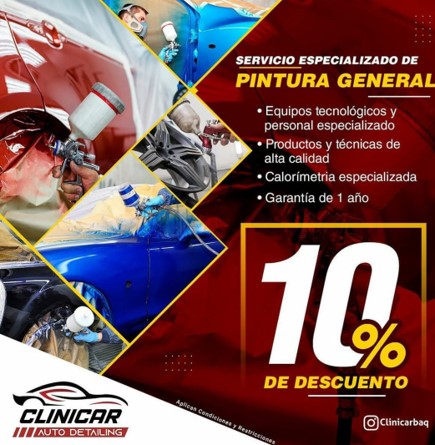 SERVICIO ESPECIALIZADO DE
PINTURA GENERAL
• Equipos tecnológicos y
personal especializado
• Productos y técnicas de
alta calidad
• Calorímetria especializada
• Garantía de 1 año
10%
DE DESCUENTO
Clinicarbaq
Aplican Condiciones y Restricciones
CLINICAR
AUTO DETAILING